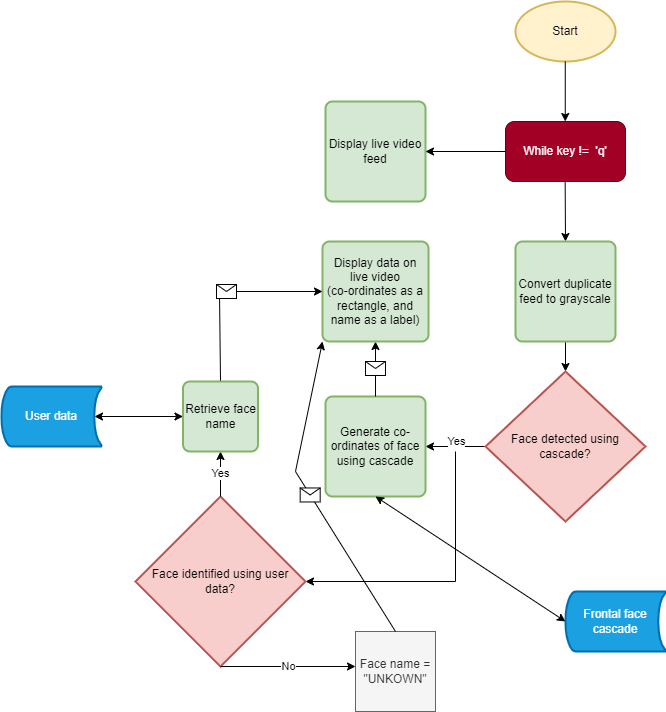 Start
While key !=  'q'
Display live video
feed
Convert duplicate
feed to grayscale
Display data on
live video
(co-ordinates as a
rectangle, and
name as a label)
User data
Retrieve face
name
Generate co-
ordinates of face
using cascade
Yes
Face detected using
cascade?
Yes
Face identified using user
data?
Frontal face
cascade
No
Face name =
"UNKOWN"